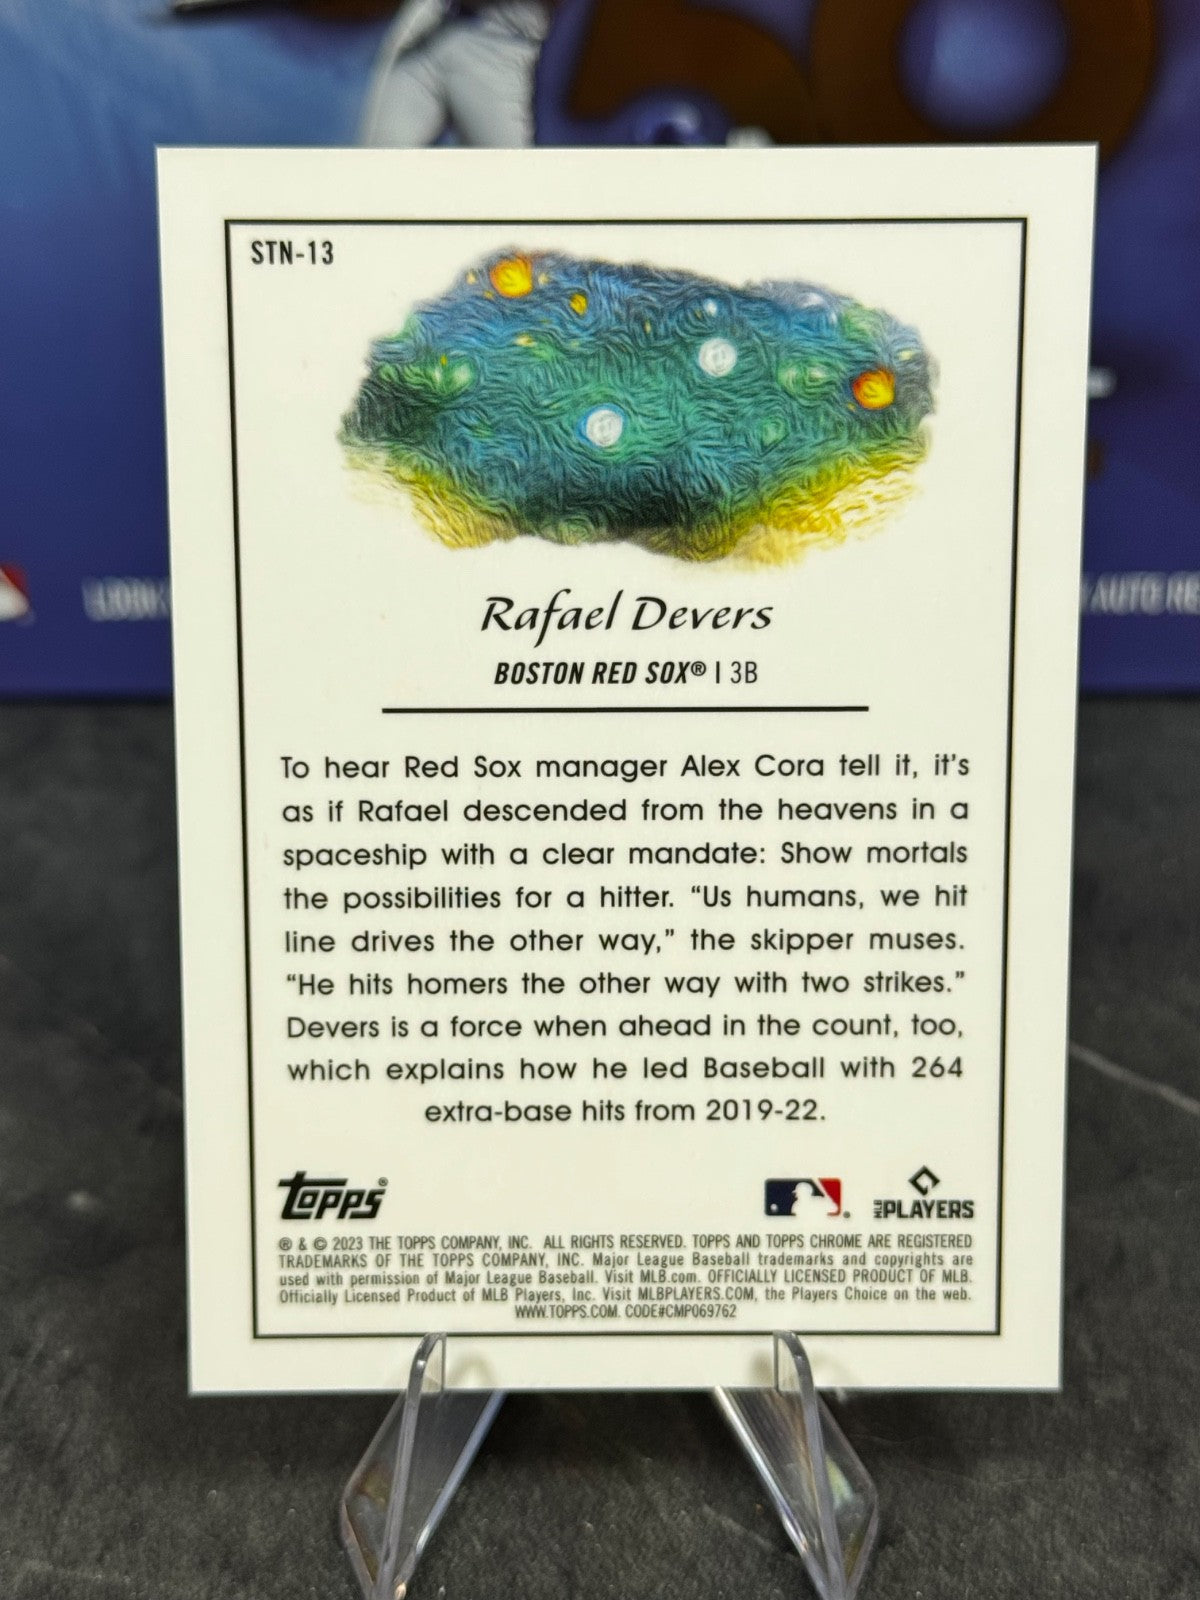 STN-13
Rafael Devers
BOSTON RED SOX® | 3B
To hear Red Sox manager Alex Cora tell it, it's
as if Rafael descended from the heavens in a
spaceship with a clear mandate: Show mortals
the possibilities for a hitter. “Us humans, we hit
line drives the other way,” the skipper muses.
“He hits homers the other way with two strikes.”
Devers is a force when ahead in the count, too,
which explains how he led Baseball with 264
extra-base hits from 2019-22.
TOPPS®
MLB PLAYERS
® & © 2023 THE TOPPS COMPANY, INC. ALL RIGHTS RESERVED. TOPPS AND TOPPS CHROME ARE REGISTERED
TRADEMARKS OF THE TOPPS COMPANY, INC. Major League Baseball trademarks and copyrights are
used with permission of Major League Baseball. Visit MLB.com. OFFICIALLY LICENSED PRODUCT OF MLB.
Officially Licensed Product of MLB Players, Inc. Visit MLBPLAYERS.COM, the Players Choice on the web.
WWW.TOPPS.COM. CODE#CMP069762
LOOK
AUTO RE